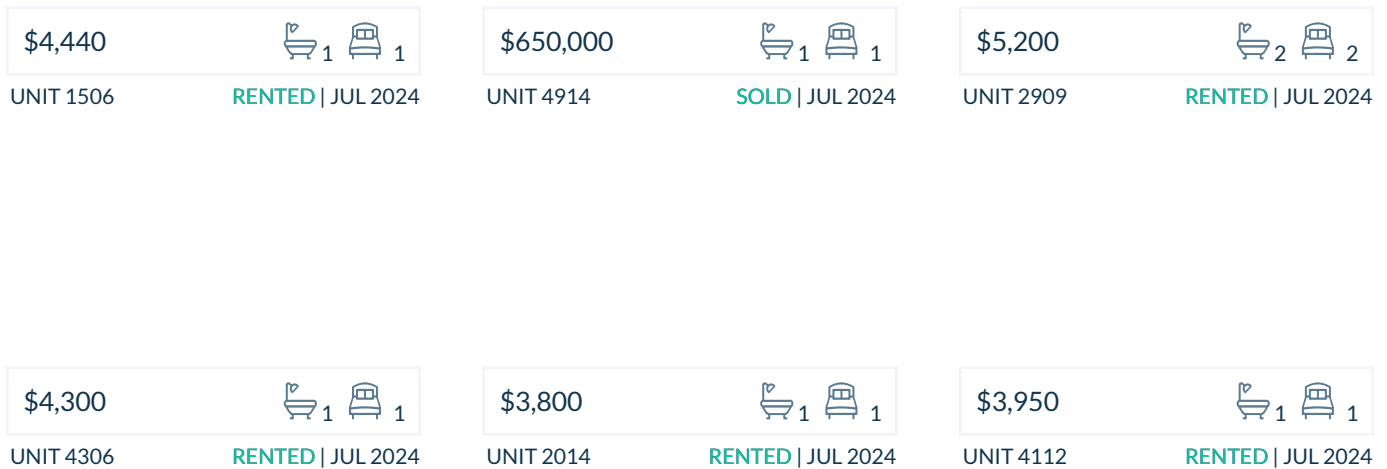 $4,440 1 1
UNIT 1506 RENTED | JUL 2024
$650,000 1 1
UNIT 4914 SOLD | JUL 2024
$5,200 2 2
UNIT 2909 RENTED | JUL 2024
$4,300 1 1
UNIT 4306 RENTED | JUL 2024
$3,800 1 1
UNIT 2014 RENTED | JUL 2024
$3,950 1 1
UNIT 4112 RENTED | JUL 2024